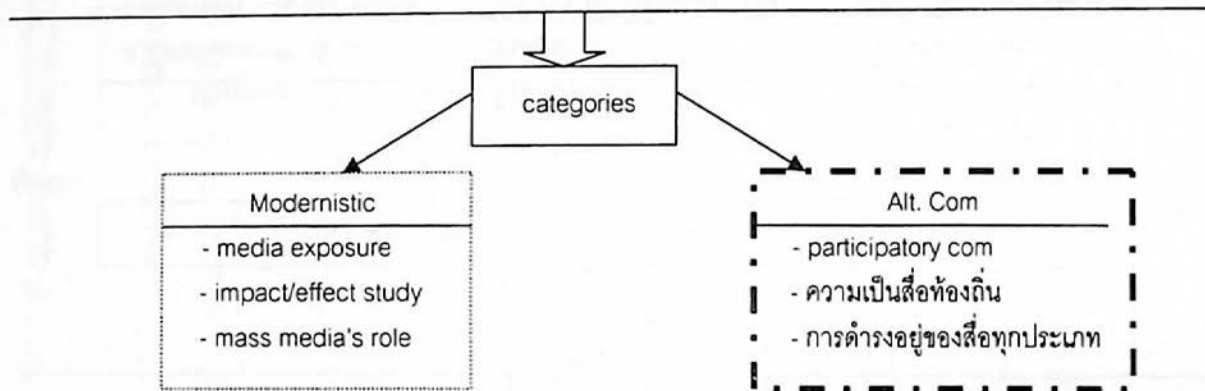 categories
Modernistic
- media exposure
- impact/effect study
- mass media's role
Alt. Com
- participatory com
- ความเป็นสื่อท้องถิ่น
- การดำรงอยู่ของสื่อทุกประเภท